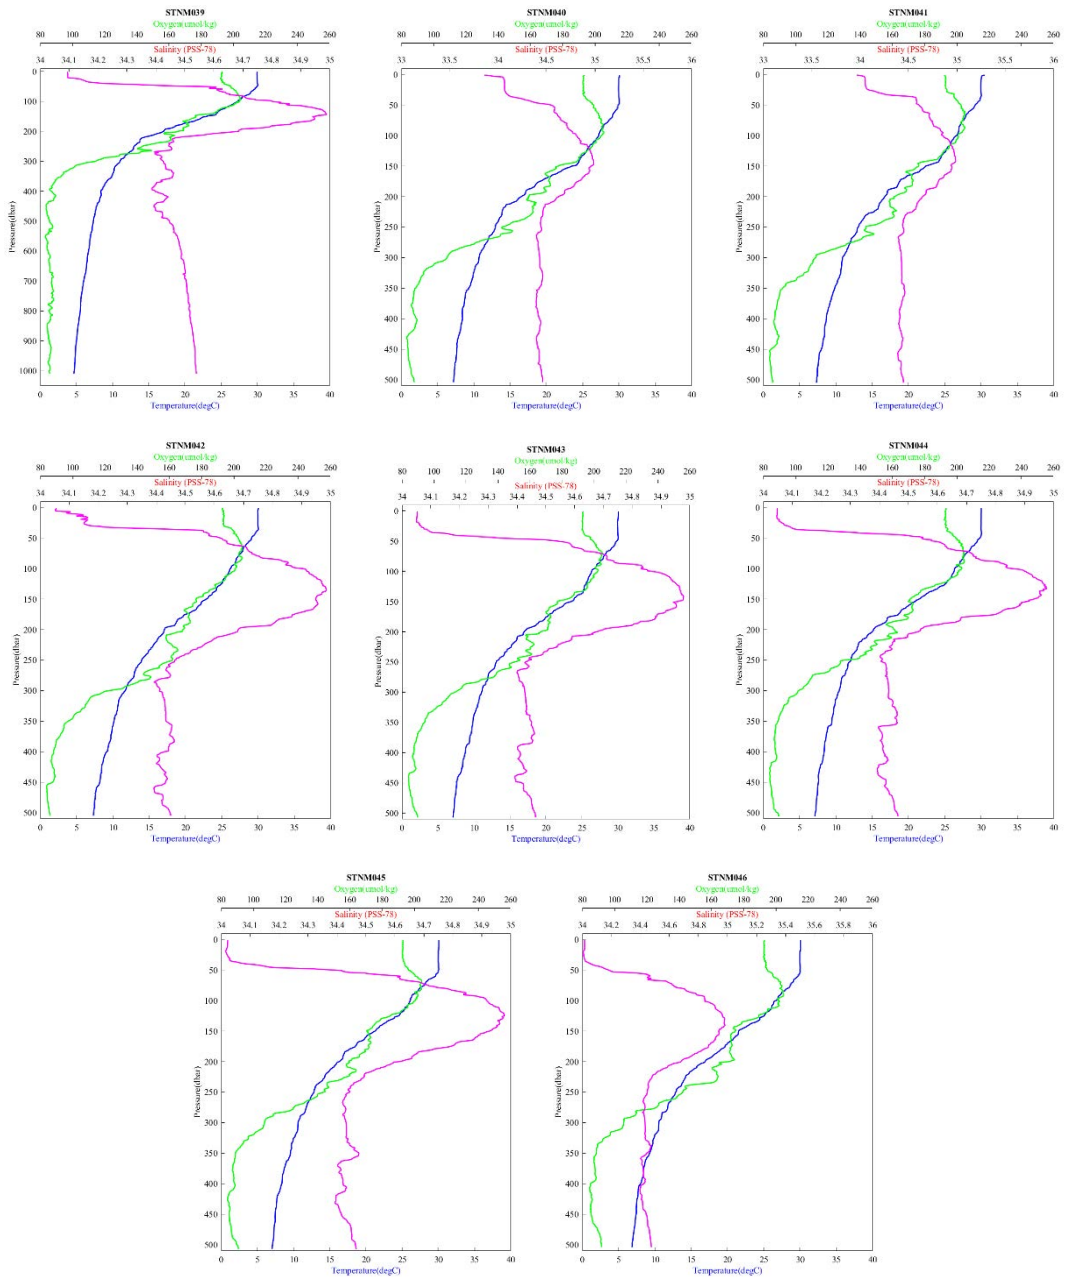 STNM039
Oxygen(umol/kg)
80 100 120 140 160 180 200 220 240 260
Salinity (PSS-78)
34 34.1 34.2 34.3 34.4 34.5 34.6 34.7 34.8 34.9 35
0
100
200
300
400
500
600
700
800
900
1000
Pressure(dbar)
0 5 10 15 20 25 30 35 40
Temperature(degC)
STNM040
Oxygen(umol/kg)
80 100 120 140 160 180 200 220 240 260
Salinity (PSS-78)
33 33.5 34 34.5 35 35.5 36
0
50
100
150
200
250
300
350
400
450
500
Pressure(dbar)
0 5 10 15 20 25 30 35 40
Temperature(degC)
STNM041
Oxygen(umol/kg)
80 100 120 140 160 180 200 220 240 260
Salinity (PSS-78)
33 33.5 34 34.5 35 35.5 36
0
50
100
150
200
250
300
350
400
450
500
Pressure(dbar)
0 5 10 15 20 25 30 35 40
Temperature(degC)
STNM042
Oxygen(umol/kg)
80 100 120 140 160 180 200 220 240 260
Salinity (PSS-78)
34 34.1 34.2 34.3 34.4 34.5 34.6 34.7 34.8 34.9 35
0
50
100
150
200
250
300
350
400
450
500
Pressure(dbar)
0 5 10 15 20 25 30 35 40
Temperature(degC)
STNM043
Oxygen(umol/kg)
80 100 120 140 160 180 200 220 240 260
Salinity (PSS-78)
34 34.1 34.2 34.3 34.4 34.5 34.6 34.7 34.8 34.9 35
0
50
100
150
200
250
300
350
400
450
500
Pressure(dbar)
0 5 10 15 20 25 30 35 40
Temperature(degC)
STNM044
Oxygen(umol/kg)
80 100 120 140 160 180 200 220 240 260
Salinity (PSS-78)
34 34.1 34.2 34.3 34.4 34.5 34.6 34.7 34.8 34.9 35
0
50
100
150
200
250
300
350
400
450
500
Pressure(dbar)
0 5 10 15 20 25 30 35 40
Temperature(degC)
STNM045
Oxygen(umol/kg)
80 100 120 140 160 180 200 220 240 260
Salinity (PSS-78)
34 34.1 34.2 34.3 34.4 34.5 34.6 34.7 34.8 34.9 35
0
50
100
150
200
250
300
350
400
450
500
Pressure(dbar)
0 5 10 15 20 25 30 35 40
Temperature(degC)
STNM046
Oxygen(umol/kg)
80 100 120 140 160 180 200 220 240 260
Salinity (PSS-78)
34 34.2 34.4 34.6 34.8 35 35.2 35.4 35.6 35.8 36
0
50
100
150
200
250
300
350
400
450
500
Pressure(dbar)
0 5 10 15 20 25 30 35 40
Temperature(degC)